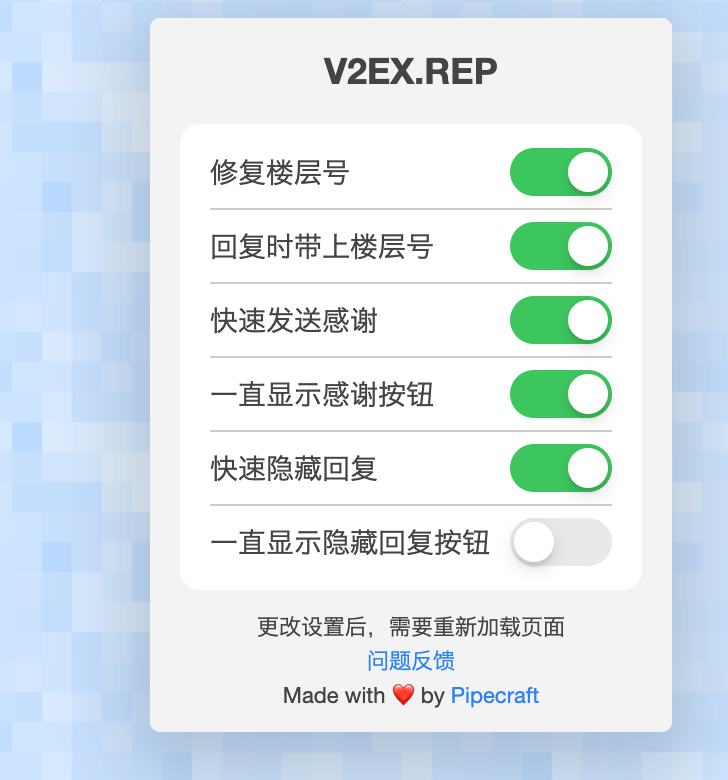 V2EX.REP
修复楼层号
回复时带上楼层号
快速发送感谢
一直显示感谢按钮
快速隐藏回复
一直显示隐藏回复按钮
更改设置后，需要重新加载页面
问题反馈
Made with ❤️ by Pipecraft